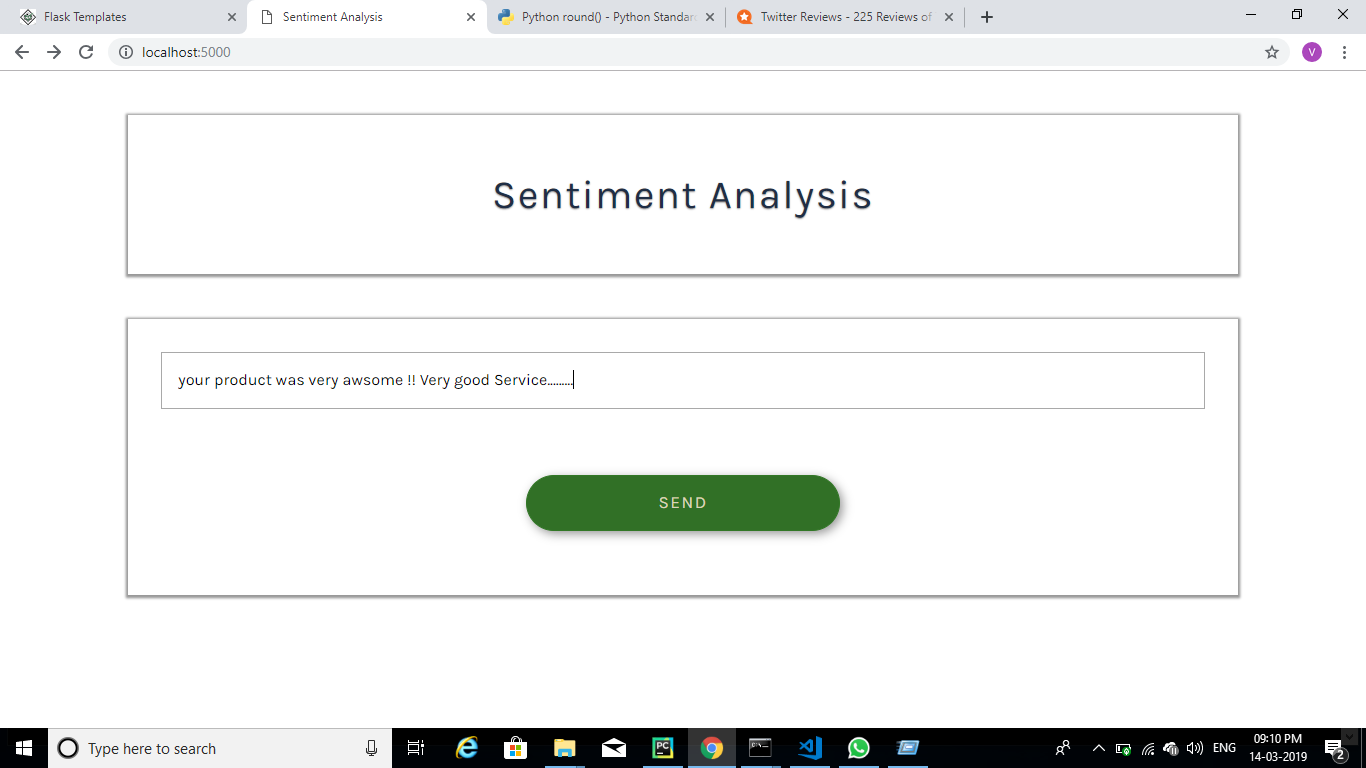 Flask Templates
Sentiment Analysis
Python round() - Python Standar
Twitter Reviews - 225 Reviews of
localhost:5000
V
Sentiment Analysis
your product was very awsome !! Very good Service.........
SEND
Type here to search
PC
C:\_
ENG
09:10 PM
14-03-2019
2